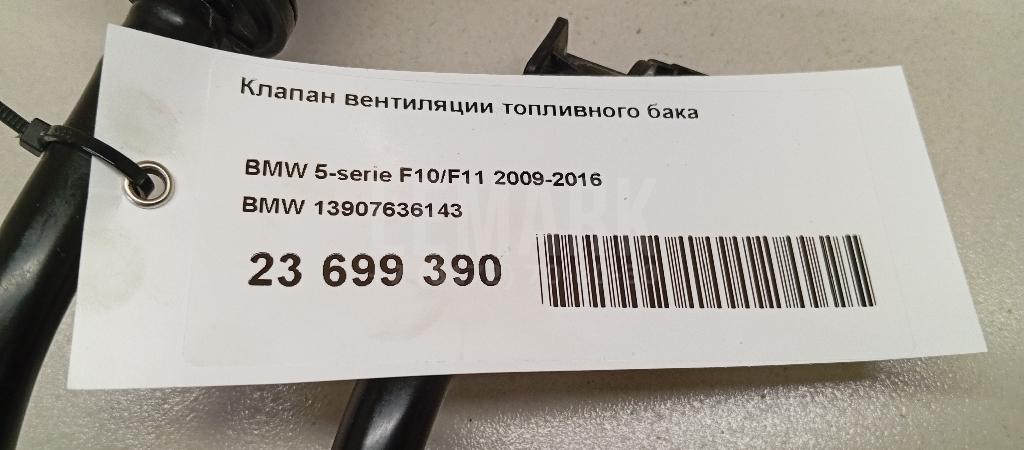 Клапан вентиляции топливного бака
BMW 5-serie F10/F11 2009-2016
BMW 13907636143
23 699 390